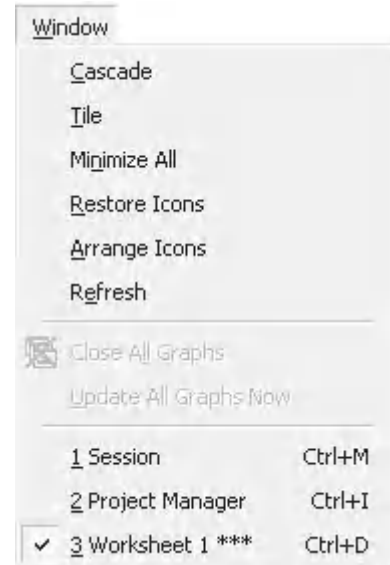 Window
Cascade
Tile
Minimize All
Restore Icons
Arrange Icons
Refresh
Close All Graphs
Update All Graphs Now
1 Session Ctrl+M
2 Project Manager Ctrl+I
3 Worksheet 1 *** Ctrl+D